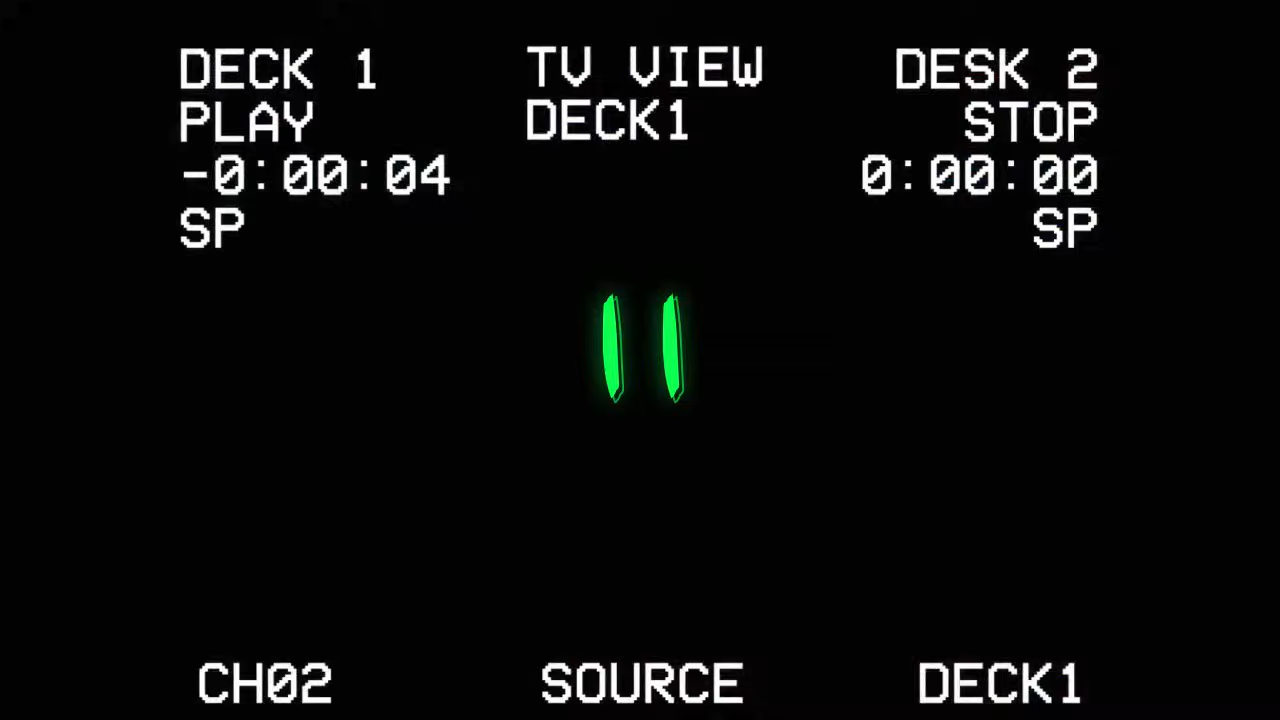 DECK 1
PLAY
-0:00:04
SP
TV VIEW
DECK1
DESK 2
STOP
0:00:00
SP
CH02
SOURCE
DECK1